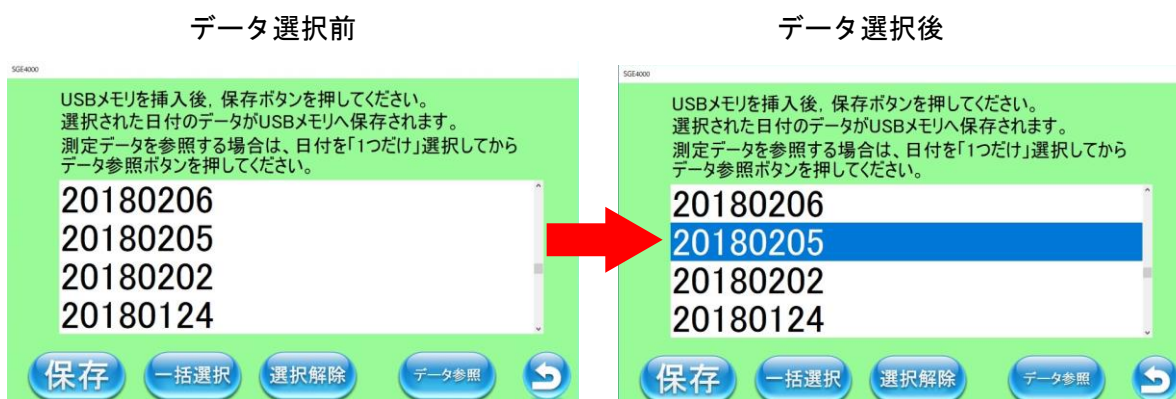 データ選択前
SGE4000
USBメモリを挿入後, 保存ボタンを押してください。
選択された日付のデータがUSBメモリへ保存されます。
測定データを参照する場合は、日付を「1つだけ」選択してから
データ参照ボタンを押してください。
20180206
20180205
20180202
20180124
保存
一括選択
選択解除
データ参照
データ選択後
SGE4000
USBメモリを挿入後, 保存ボタンを押してください。
選択された日付のデータがUSBメモリへ保存されます。
測定データを参照する場合は、日付を「1つだけ」選択してから
データ参照ボタンを押してください。
20180206
20180205
20180202
20180124
保存
一括選択
選択解除
データ参照